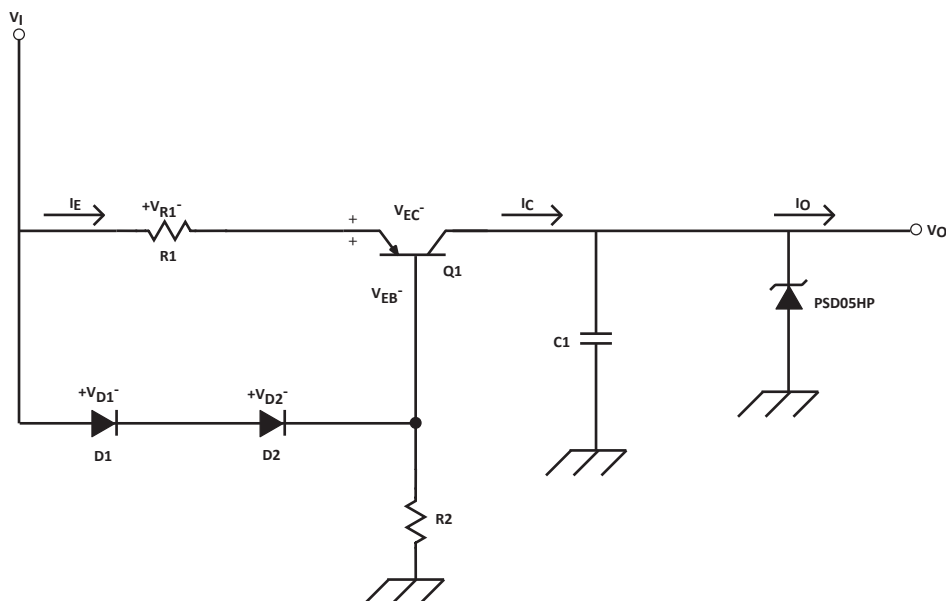 VI
IE
+VR1-
R1
+
+
VEC-
Q1
VEB-
IC
IO
VO
PSD05HP
C1
+VD1-
D1
+VD2-
D2
R2